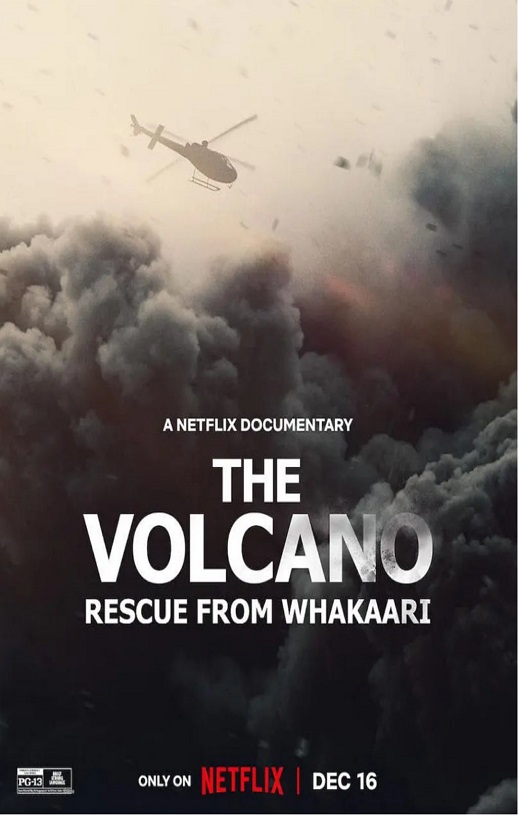 A NETFLIX DOCUMENTARY
THE
VOLCANO
RESCUE FROM WHAKAARI
PG-13
ONLY ON NETFLIX | DEC 16